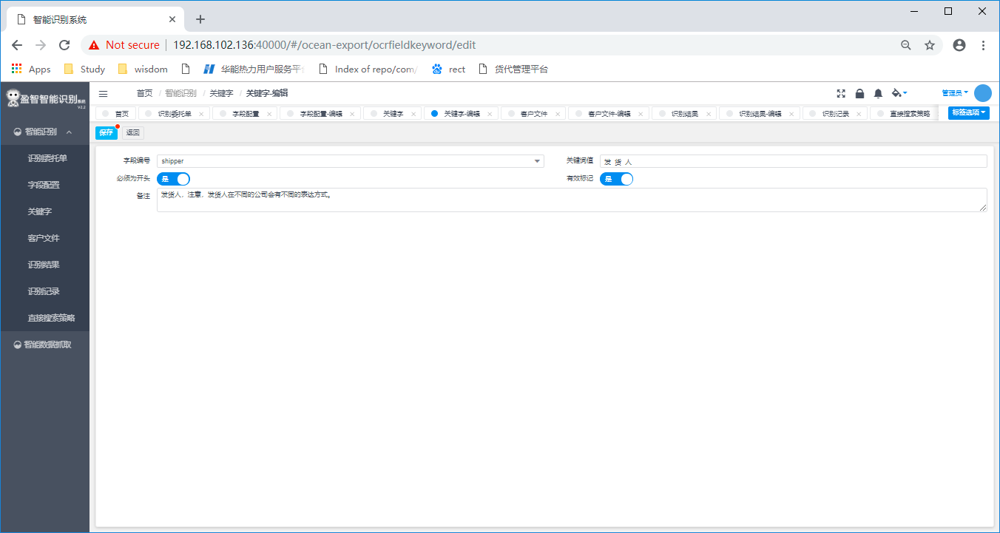 智能识别系统
Not secure 192.168.102.136:40000/#/ocean-export/ocrfieldkeyword/edit
Apps Study wisdom 华能热力用户服务平台 Index of repo/com/ rect 货代管理平台
盈智智能识别系统 V2.2
首页 / 智能识别 / 关键字 / 关键字-编辑 管理员
首页 识别委托单 字段配置 字段配置-编辑 关键字 关键字-编辑 客户文件 客户文件-编辑 识别结果 识别结果-编辑 识别记录 直接搜索策略 标签选项
保存 返回
智能识别
识别委托单
字段配置
关键字
客户文件
识别结果
识别记录
直接搜索策略
智能数据抓取
字段编号 shipper 关键词值 发 货 人
必须为开头 是 有效标记 是
备注 发货人，注意，发货人在不同的公司会有不同的表达方式。